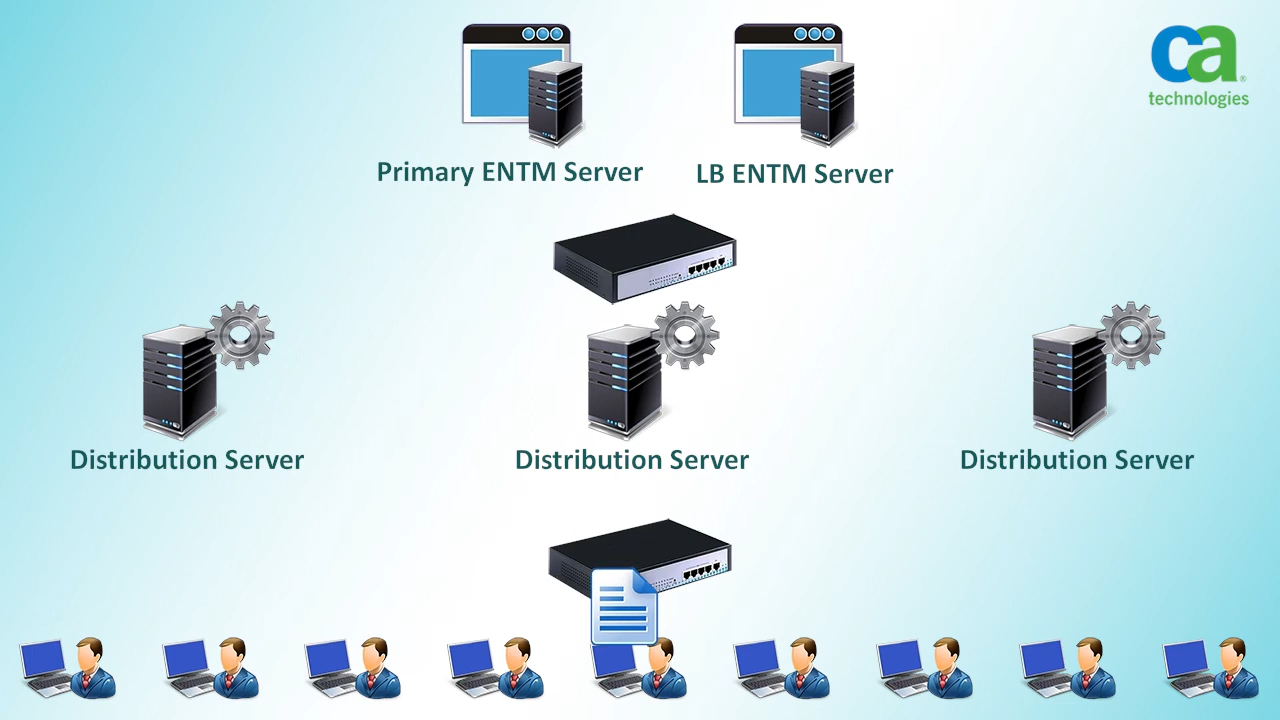 ca
technologies
Primary ENTM Server
LB ENTM Server
Distribution Server
Distribution Server
Distribution Server